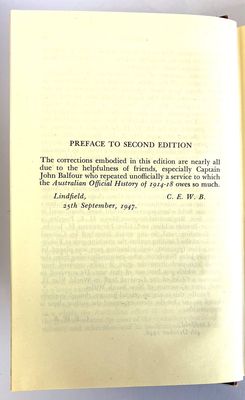 PREFACE TO SECOND EDITION
The corrections embodied in this edition are nearly all
due to the helpfulness of friends, especially Captain
John Balfour who repeated unofficially a service to which
the Australian Official History of 1914-18 owes so much.
Lindfield, C. E. W. B.
25th September, 1947.